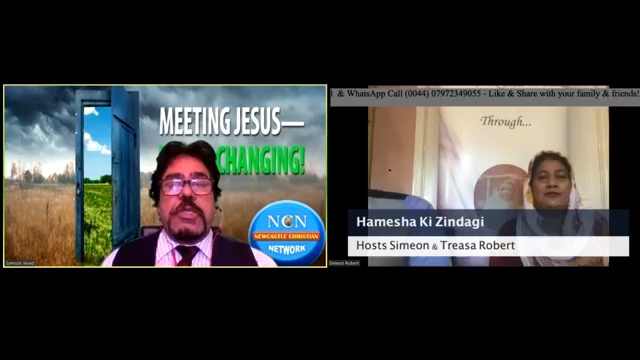 & WhatsApp Call (0044) 07972349055 - Like & Share with your family & friends!
MEETING JESUS—
CHANGING!
Through...
NCN
NEWCASTLE CHRISTIAN
NETWORK
Hamesha Ki Zindagi
Hosts Simeon & Treasa Robert
Samson Javed
Simeon Robert